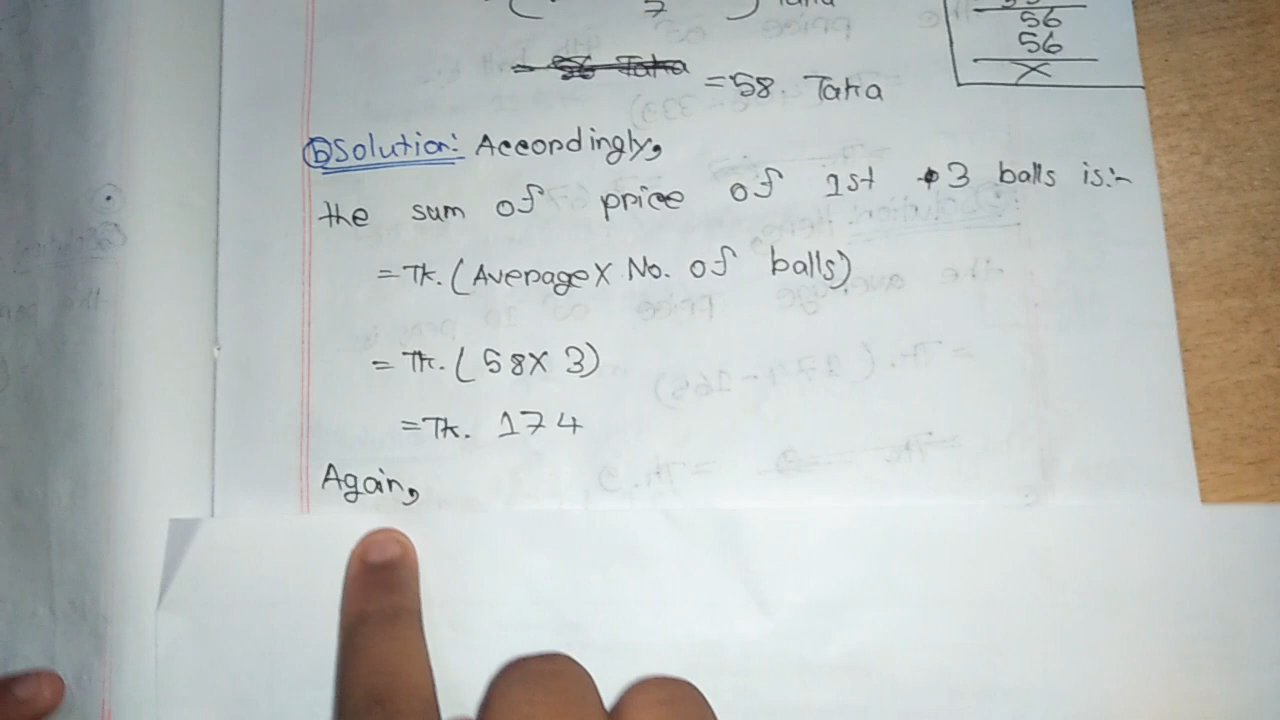 7
56
56
X
= 58 Taka
ⓑ Solution: Accordingly,
the sum of price of 1st 3 balls is:-
= Tk. (Average X No. of balls)
= Tk. (58 X 3)
= Tk. 174
Again,